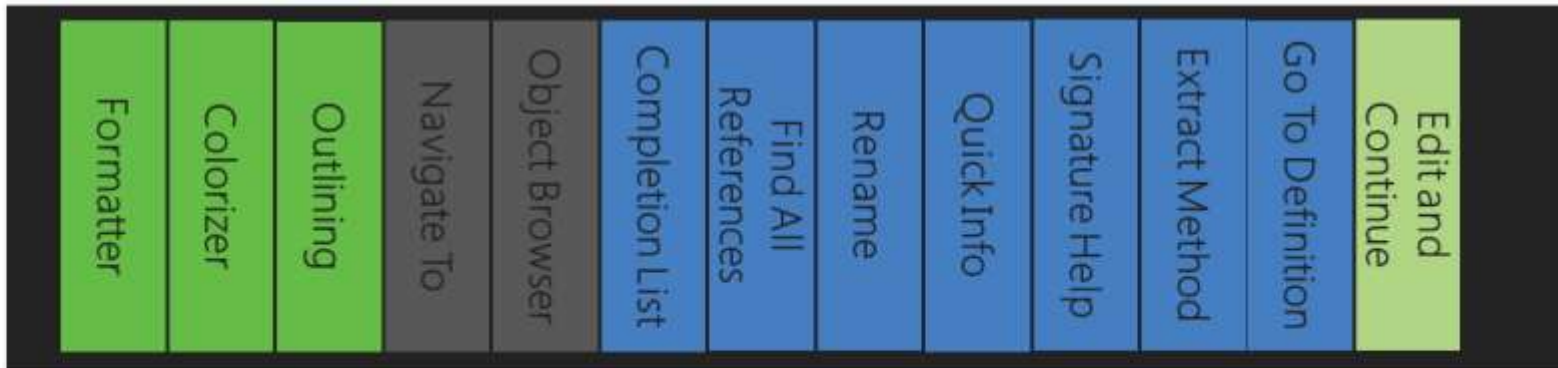 Formatter
Colorizer
Outlining
Navigate To
Object Browser
Completion List
Find All
References
Rename
Quick Info
Signature Help
Extract Method
Go To Definition
Edit and
Continue